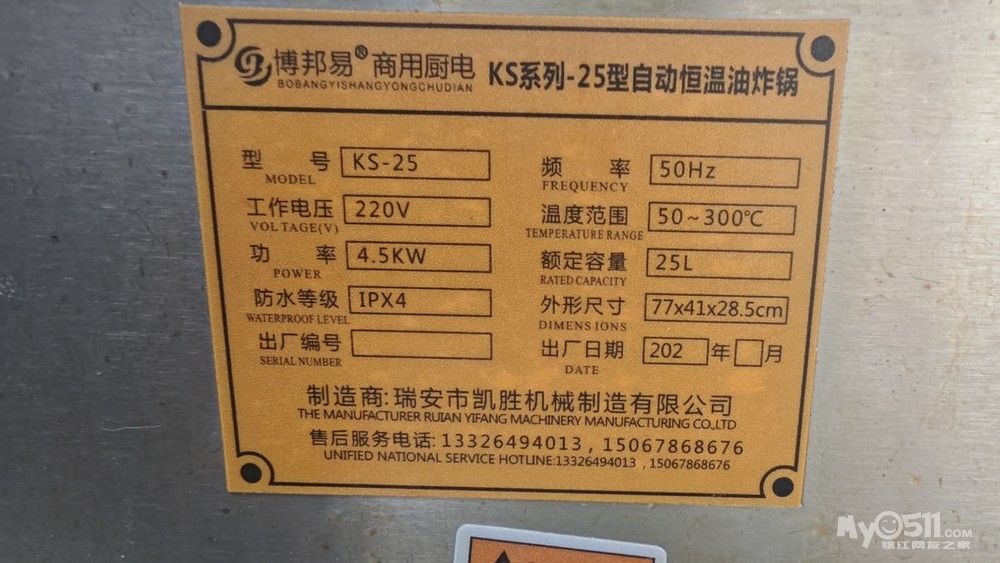 博邦易® 商用厨电
BOBANGYISHANGYONGCHUDIAN
KS系列-25型自动恒温油炸锅
型 号 KS-25
MODEL
频 率 50Hz
FREQUENCY
工作电压 220V
VOLTAGE(V)
温度范围 50~300℃
TEMPERATURE RANGE
功 率 4.5KW
POWER
额定容量 25L
RATED CAPACITY
防水等级 IPX4
WATERPROOF LEVEL
外形尺寸 77x41x28.5cm
DIMENSIONS
出厂编号
SERIAL NUMBER
出厂日期 202 年 月
DATE
制造商:瑞安市凯胜机械制造有限公司
THE MANUFACTURER RUIAN YIFANG MACHINERY MANUFACTURING CO.,LTD
售后服务电话:13326494013,15067868676
UNIFIED NATIONAL SERVICE HOTLINE:13326494013 ,15067868676
My0511.COM
镇江网友之家